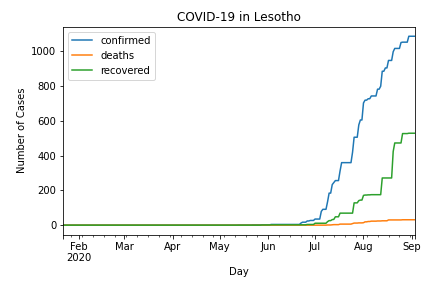 COVID-19 in Lesotho
confirmed
deaths
recovered
Number of Cases
1000
800
600
400
200
0
Feb Mar Apr May Jun Jul Aug Sep
2020
Day